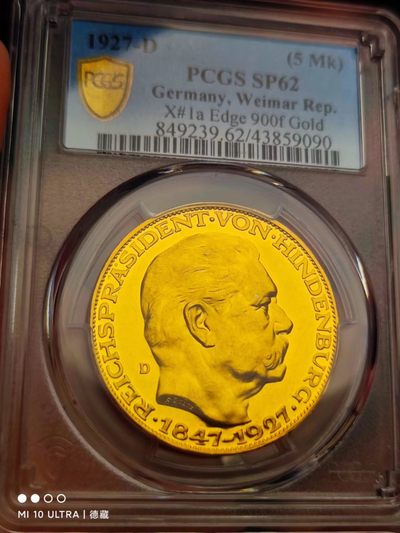 1927-D
(5 Mk)
PCGS
PCGS SP62
Germany, Weimar Rep.
X#1a Edge 900f Gold
849239.62/43859090
REICHSPRÄSIDENT·VON·HINDENBURG·
D
·1847-1927·
MI 10 ULTRA | 德藏